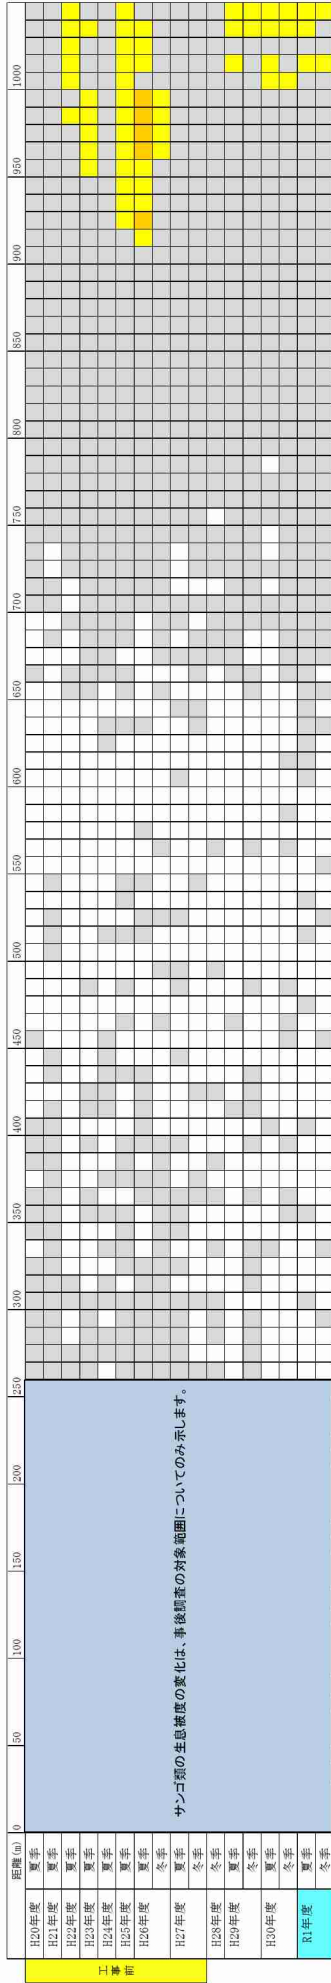 距離(m) 0 50 100 150 200 250 300 350 400 450 500 550 600 650 700 750 800 850 900 950 1000
工事前
H20年度 夏季
H21年度 夏季
H22年度 夏季
H23年度 夏季
H24年度 夏季
H25年度 夏季
H26年度 夏季
冬季
H27年度 夏季
冬季
H28年度 冬季
H29年度 夏季
冬季
H30年度 夏季
冬季
R1年度 夏季
冬季
サンゴ類の生息被度の変化は、事後調査の対象範囲についてのみ示します。